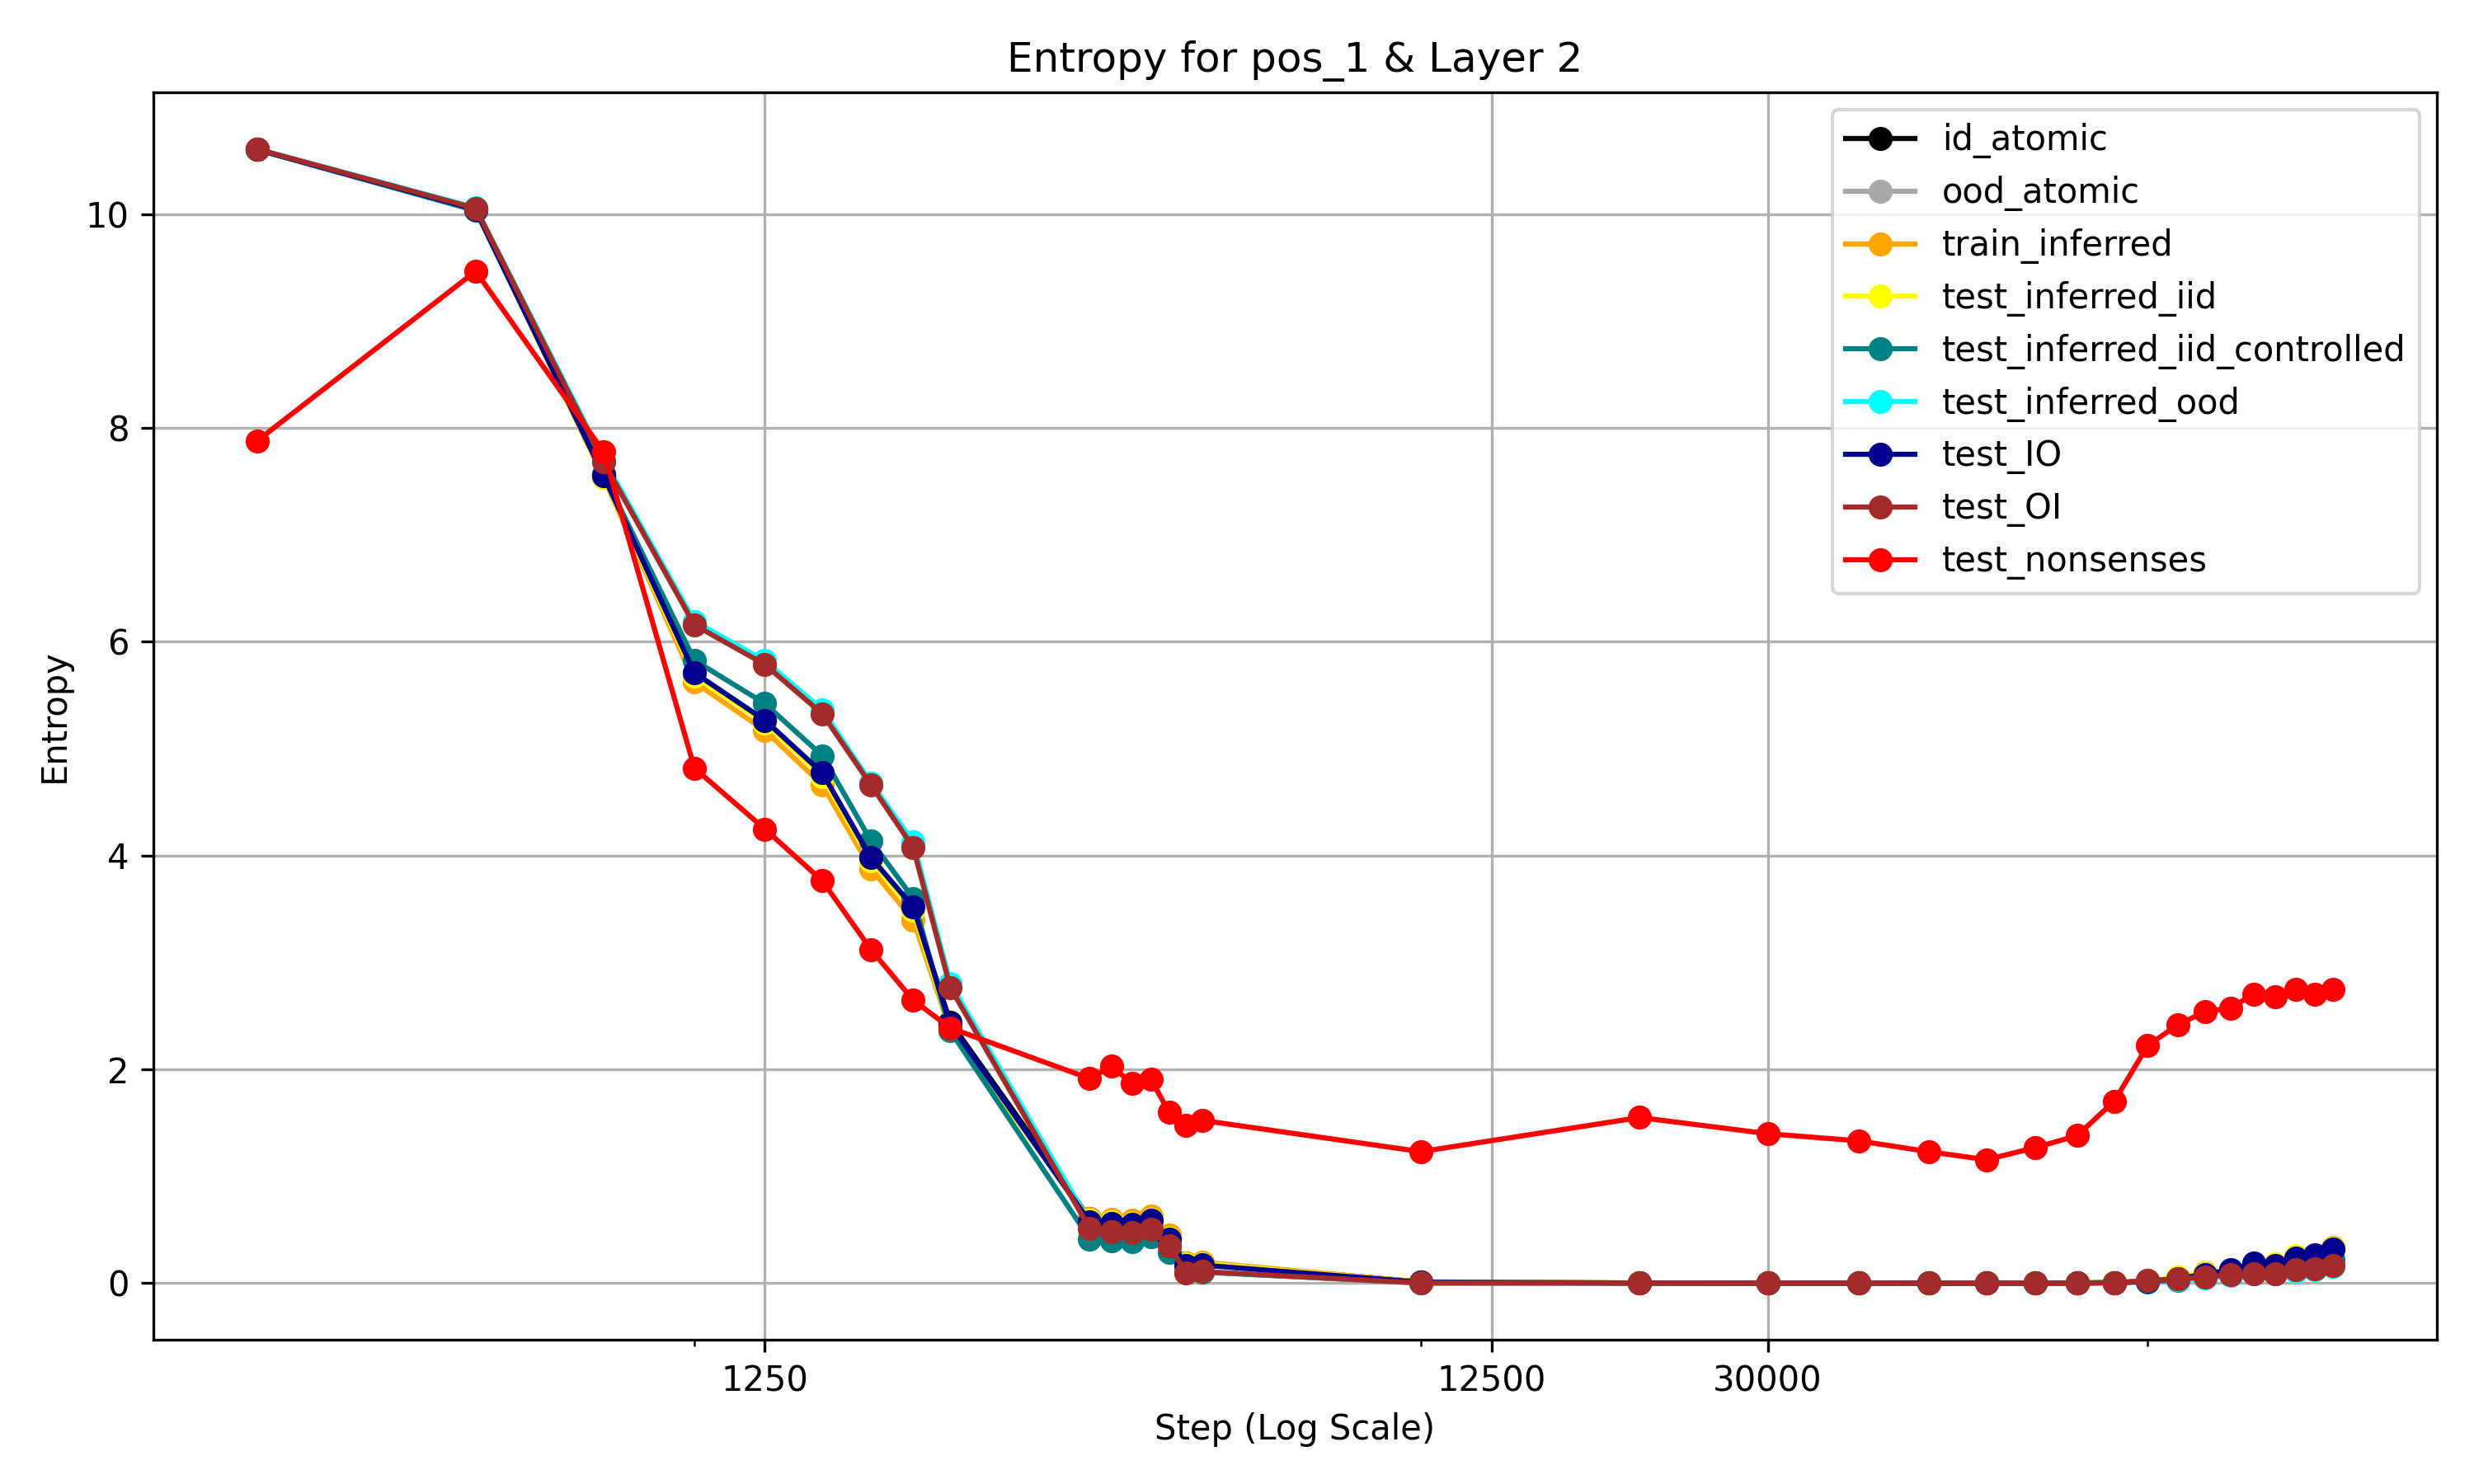 Entropy for pos_1 & Layer 2
id_atomic
ood_atomic
train_inferred
test_inferred_iid
test_inferred_iid_controlled
test_inferred_ood
test_IO
test_OI
test_nonsenses
10
8
6
4
2
0
Entropy
1250
12500
30000
Step (Log Scale)